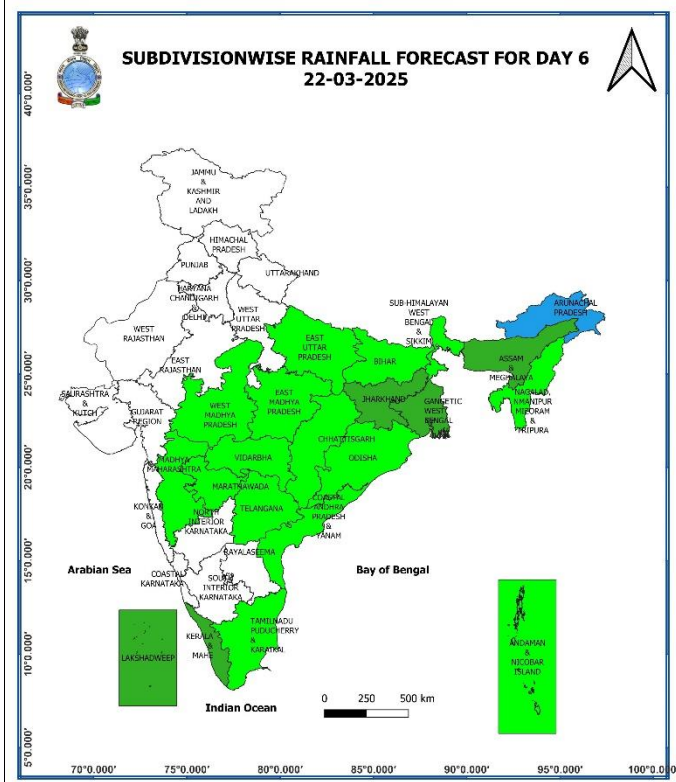 SUBDIVISIONWISE RAINFALL FORECAST FOR DAY 6
22-03-2025
JAMMU
&
KASHMIR
AND
LADAKH
HIMACHAL
PRADESH
PUNJAB
UTTARAKHAND
HARYANA
CHANDIGARH
&
DELHI
WEST
UTTAR
PRADESH
WEST
RAJASTHAN
EAST
RAJASTHAN
EAST
UTTAR
PRADESH
SUB-HIMALAYAN
WEST
BENGAL
&
SIKKIM
ARUNACHAL
PRADESH
BIHAR
ASSAM
&
MEGHALAYA
NAGALAD,
NMANIPUR
MIZORAM
&
TRIPURA
SAURASHTRA
&
KUTCH
GUJARAT
REGION
WEST
MADHYA
PRADESH
EAST
MADHYA
PRADESH
JHARKHAND
GANGETIC
WEST
BENGAL
CHHATTISGARH
ODISHA
MADHYA
MAHARASHTRA
VIDARBHA
MARATHAWADA
TELANGANA
KONKAN
&
GOA
NORTH
INTERIOR
KARNATAKA
COASTAL
ANDHRA
PRADESH
&
YANAM
RAYALASEEMA
COASTAL
KARNATAKA
SOUTH
INTERIOR
KARNATAKA
Arabian Sea
Bay of Bengal
TAMILNADU
PUDUCHERRY
&
KARAIKAL
KERALA
&
MAHE
LAKSHADWEEP
ANDAMAN
&
NICOBAR
ISLAND
Indian Ocean
0 250 500 km
40°0.000'
35°0.000'
30°0.000'
25°0.000'
20°0.000'
15°0.000'
10°0.000'
5°0.000'
70°0.000' 75°0.000' 80°0.000' 85°0.000' 90°0.000' 95°0.000' 100°0.000'